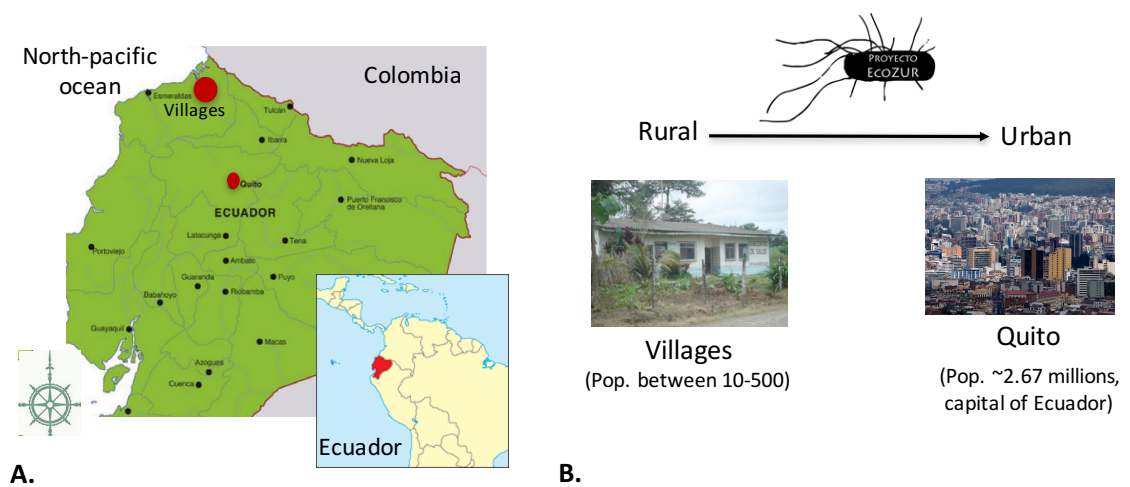 North-pacific
ocean
Colombia
Esmeraldas
Villages
Tulcán
Ibarra
Nueva Loja
Quito
Puerto Francisco
de Orellana
ECUADOR
Latacunga
Tena
Portoviejo
Ambato
Guaranda
Puyo
Babahoyo
Riobamba
Guayaquil
Macas
Azogues
Cuenca
Ecuador
A.
PROYECTO
ECOZUR
Rural
Urban
DE SALUD
Villages
(Pop. between 10-500)
Quito
(Pop. ~2.67 millions,
capital of Ecuador)
B.